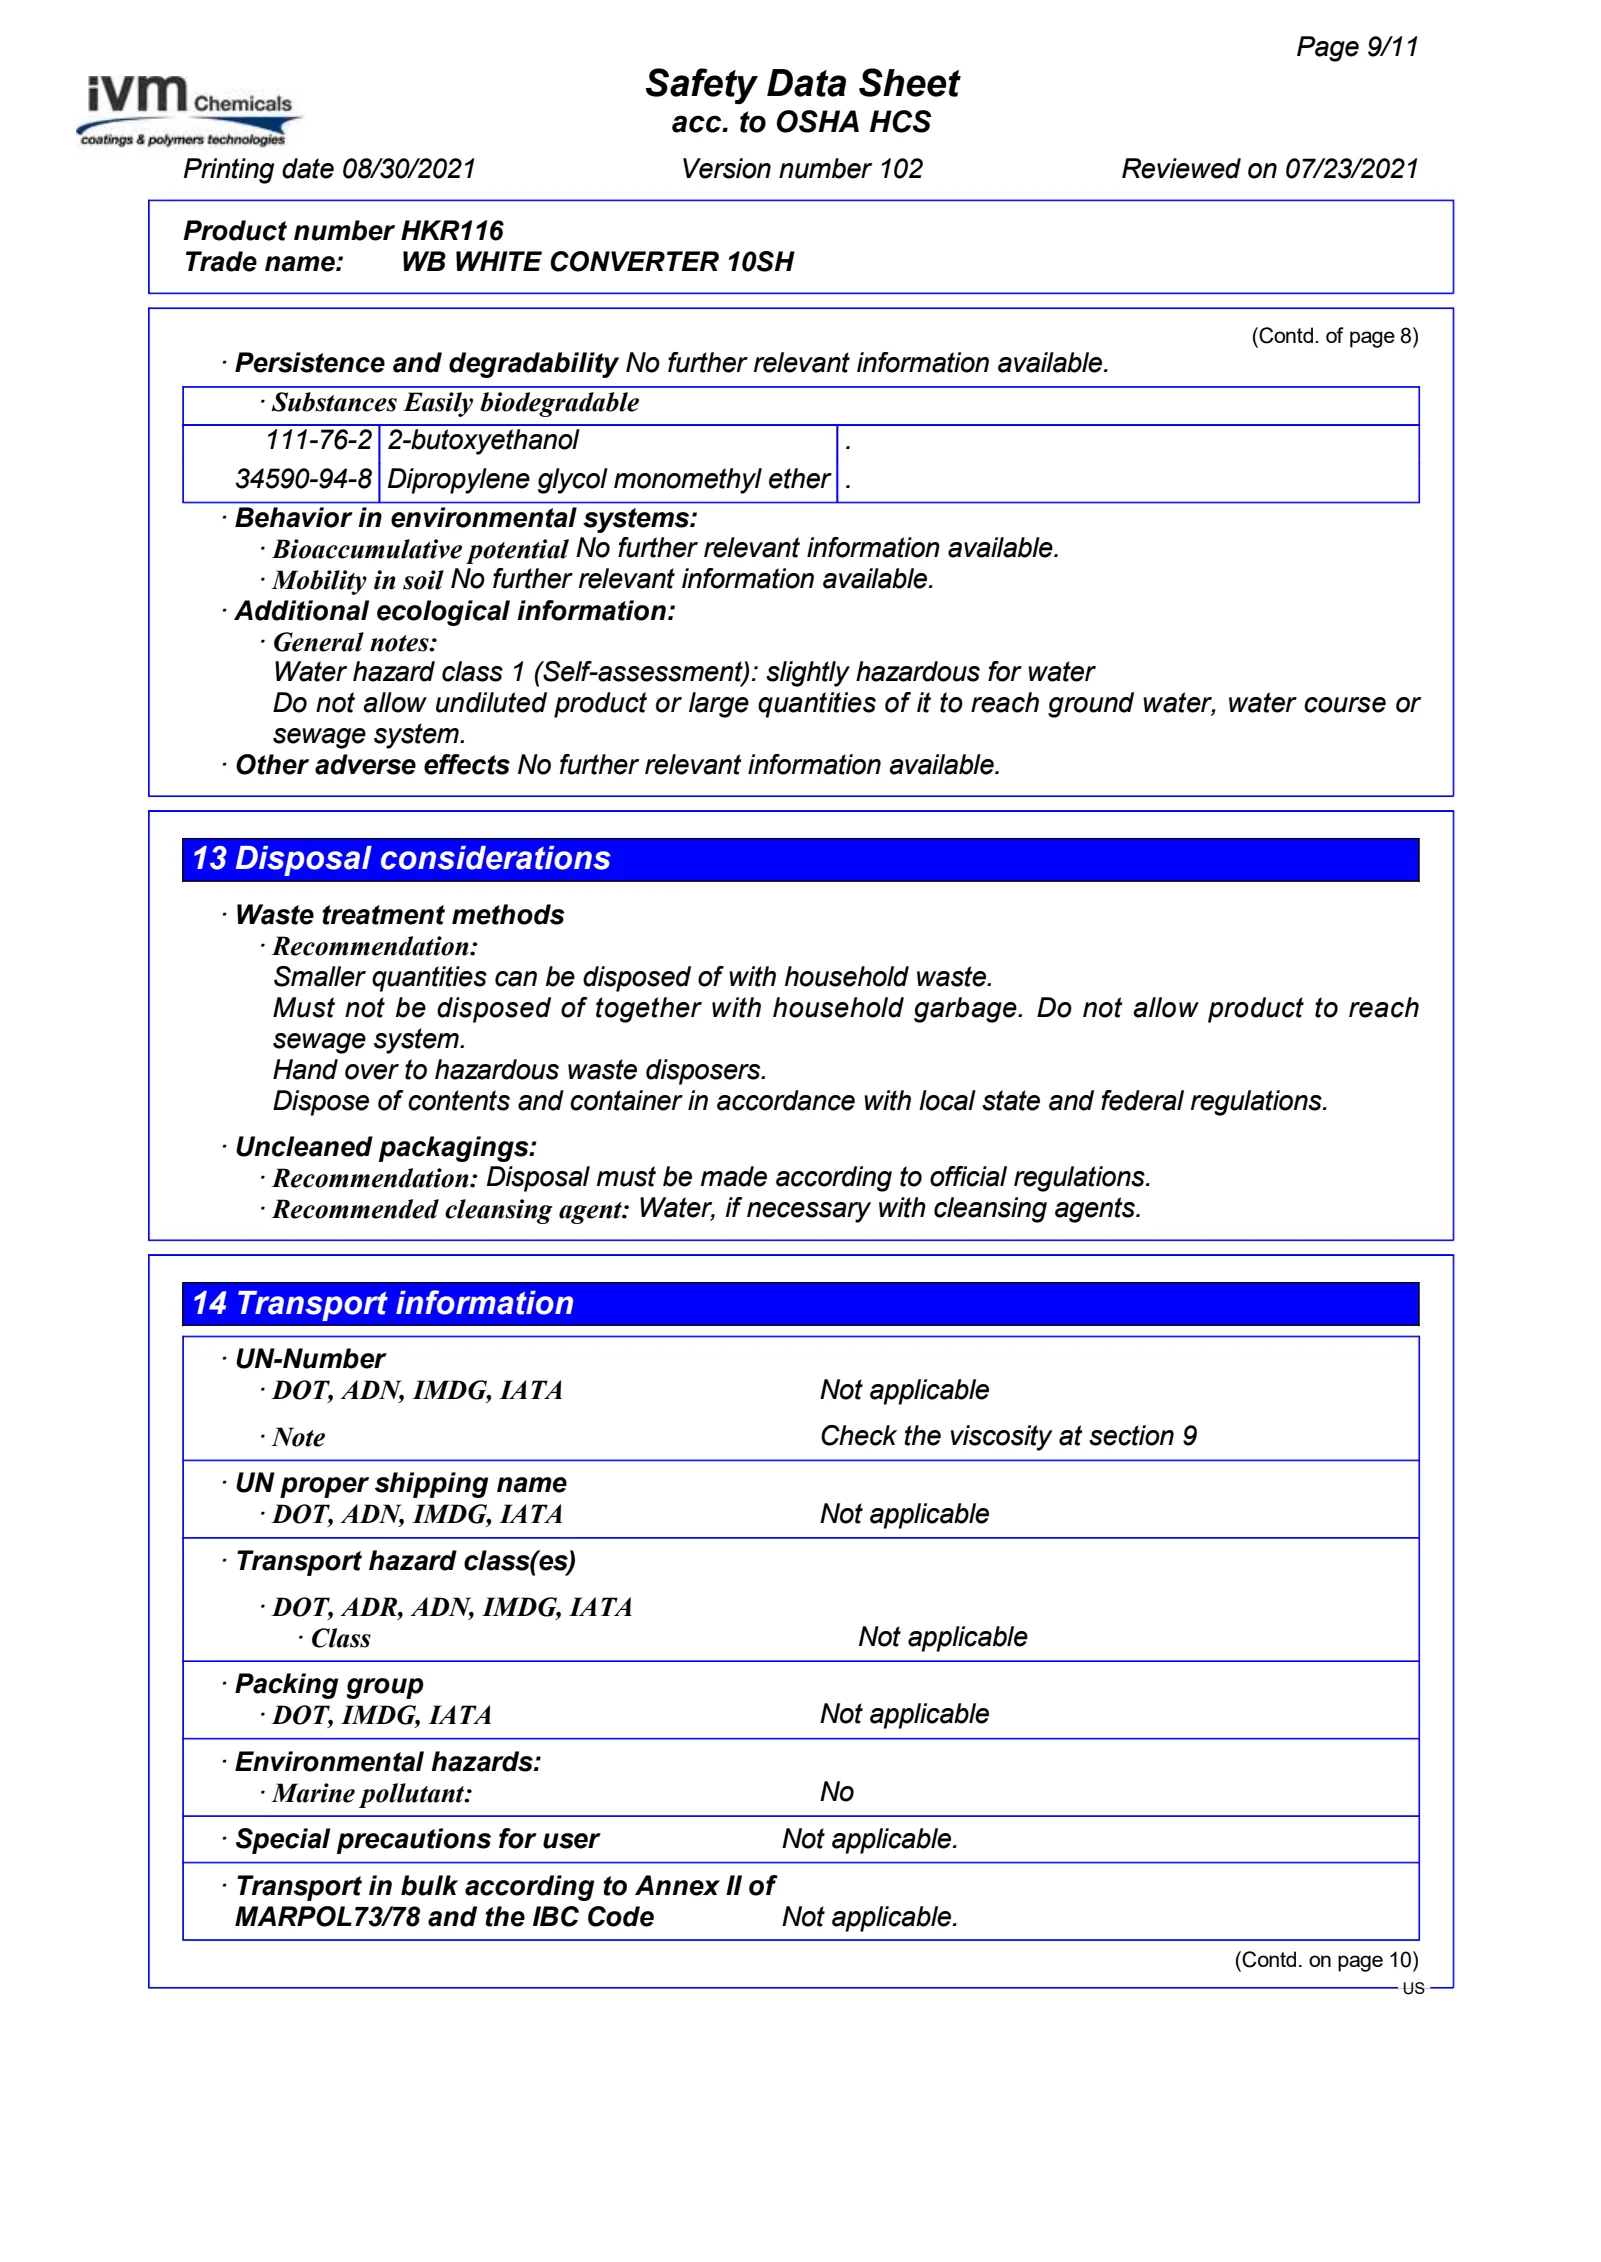 Page 9/11
ivm Chemicals
coatings & polymers technologies
Safety Data Sheet
acc. to OSHA HCS
Printing date 08/30/2021 Version number 102 Reviewed on 07/23/2021
Product number HKR116
Trade name: WB WHITE CONVERTER 10SH
(Contd. of page 8)
· Persistence and degradability No further relevant information available.
· Substances Easily biodegradable
111-76-2 2-butoxyethanol .
34590-94-8 Dipropylene glycol monomethyl ether .
· Behavior in environmental systems:
· Bioaccumulative potential No further relevant information available.
· Mobility in soil No further relevant information available.
· Additional ecological information:
· General notes:
Water hazard class 1 (Self-assessment): slightly hazardous for water
Do not allow undiluted product or large quantities of it to reach ground water, water course or
sewage system.
· Other adverse effects No further relevant information available.
13 Disposal considerations
· Waste treatment methods
· Recommendation:
Smaller quantities can be disposed of with household waste.
Must not be disposed of together with household garbage. Do not allow product to reach
sewage system.
Hand over to hazardous waste disposers.
Dispose of contents and container in accordance with local state and federal regulations.
· Uncleaned packagings:
· Recommendation: Disposal must be made according to official regulations.
· Recommended cleansing agent: Water, if necessary with cleansing agents.
14 Transport information
· UN-Number
· DOT, ADN, IMDG, IATA Not applicable
· Note Check the viscosity at section 9
· UN proper shipping name
· DOT, ADN, IMDG, IATA Not applicable
· Transport hazard class(es)
· DOT, ADR, ADN, IMDG, IATA
· Class Not applicable
· Packing group
· DOT, IMDG, IATA Not applicable
· Environmental hazards:
· Marine pollutant: No
· Special precautions for user Not applicable.
· Transport in bulk according to Annex II of
MARPOL73/78 and the IBC Code Not applicable.
(Contd. on page 10)
US